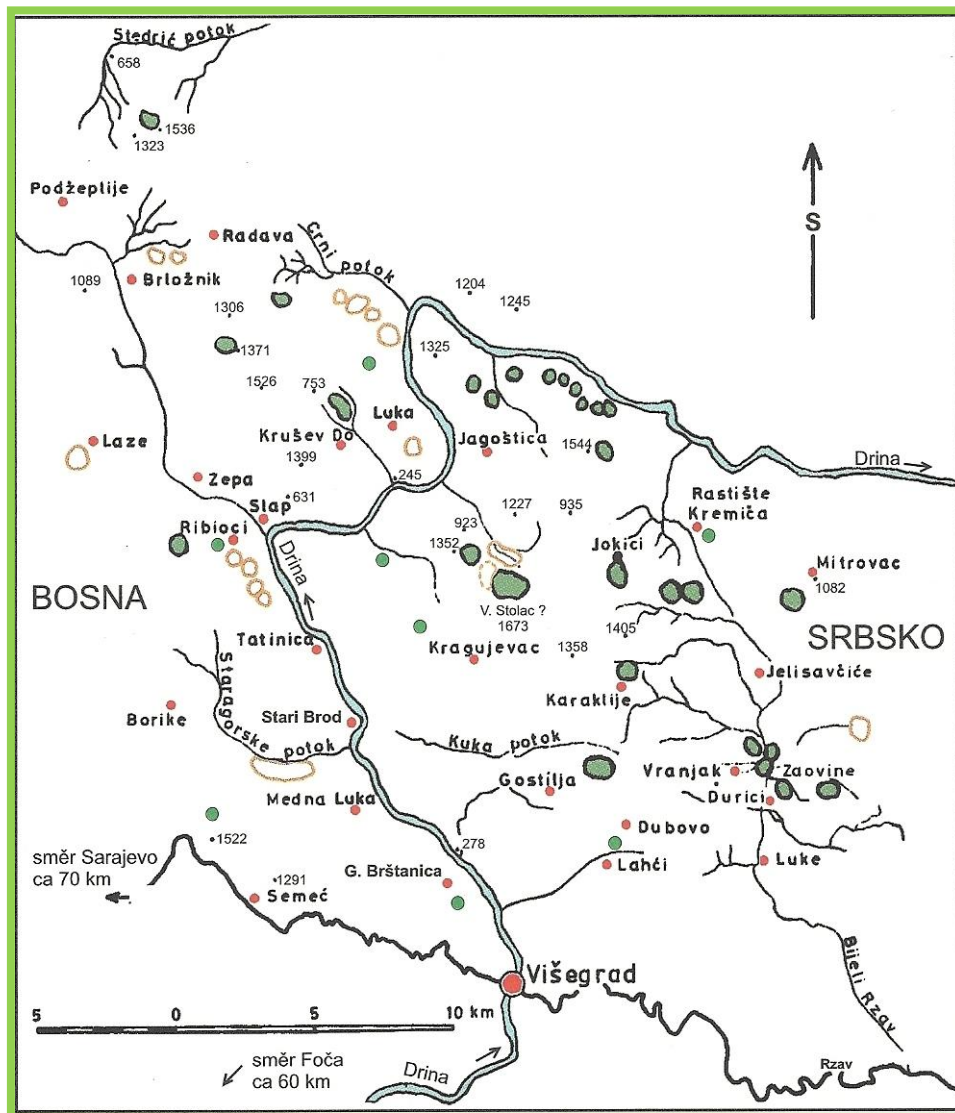 Stedrić potok
658
1536
1323
Podžeplije
Radava
Crni
potok
S
Brložnik
1089
1204
1245
1306
1371
1325
1526
753
Luka
Laze
Krušev Do
Jagoštica
1544
1399
245
Drina
Žepa
631
Slap
1227
935
Rastište
Kremića
Ribioci
923
1352
Jokici
Mitrovac
1082
BOSNA
Drina
V. Stolac ?
1673
SRBSKO
1405
Tatinica
Kragujevac
1358
Jelisavčiće
Karaklije
Borike
Staragorske
potok
Stari Brod
Kuka potok
Vranjak
Zaovine
Gostilja
Durici
Medna Luka
Dubovo
1522
278
Lahći
Luke
směr Sarajevo
ca 70 km
G. Brštanica
1291
Semeć
Višegrad
Bijeli Rzav
5 0 5 10 km
směr Foča
ca 60 km
Drina
Rzav